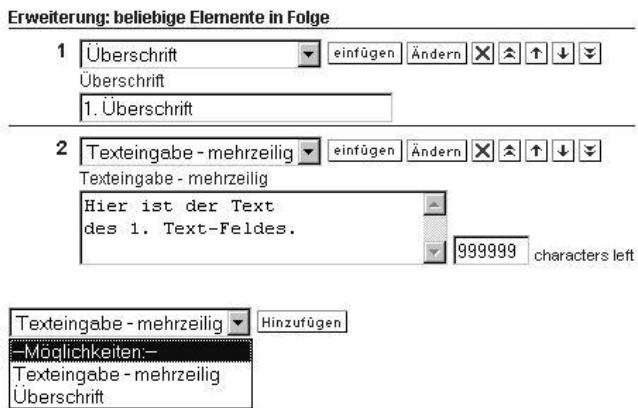 Erweiterung: beliebige Elemente in Folge
1 Überschrift einfügen Ändern
Überschrift
1. Überschrift
2 Texteingabe - mehrzeilig einfügen Ändern
Texteingabe - mehrzeilig
Hier ist der Text
des 1. Text-Feldes.
999999 characters left
Texteingabe - mehrzeilig Hinzufügen
--Möglichkeiten:--
Texteingabe - mehrzeilig
Überschrift